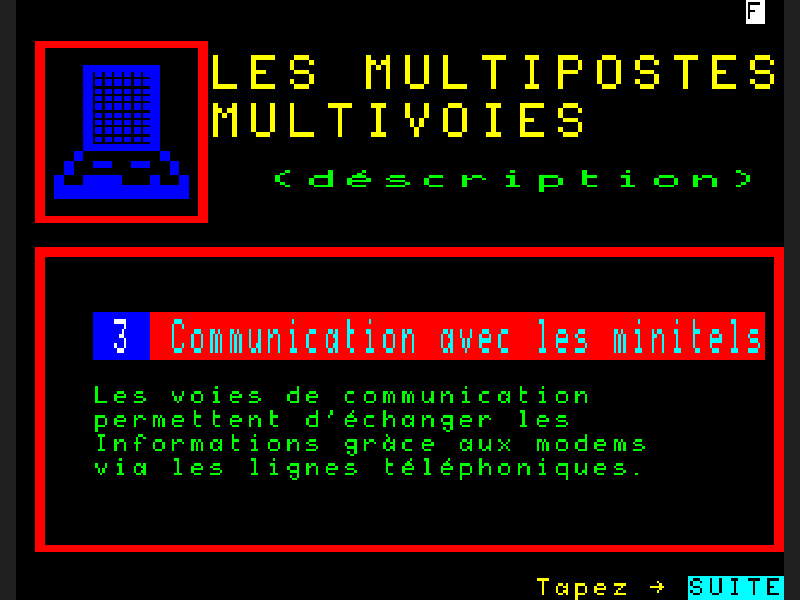 F
LES MULTIPOSTES
MULTIVOIES
<déscription>
3 Communication avec les minitels
Les voies de communication
permettent d'échanger les
Informations gràce aux modems
via les lignes téléphoniques.
Tapez → SUITE